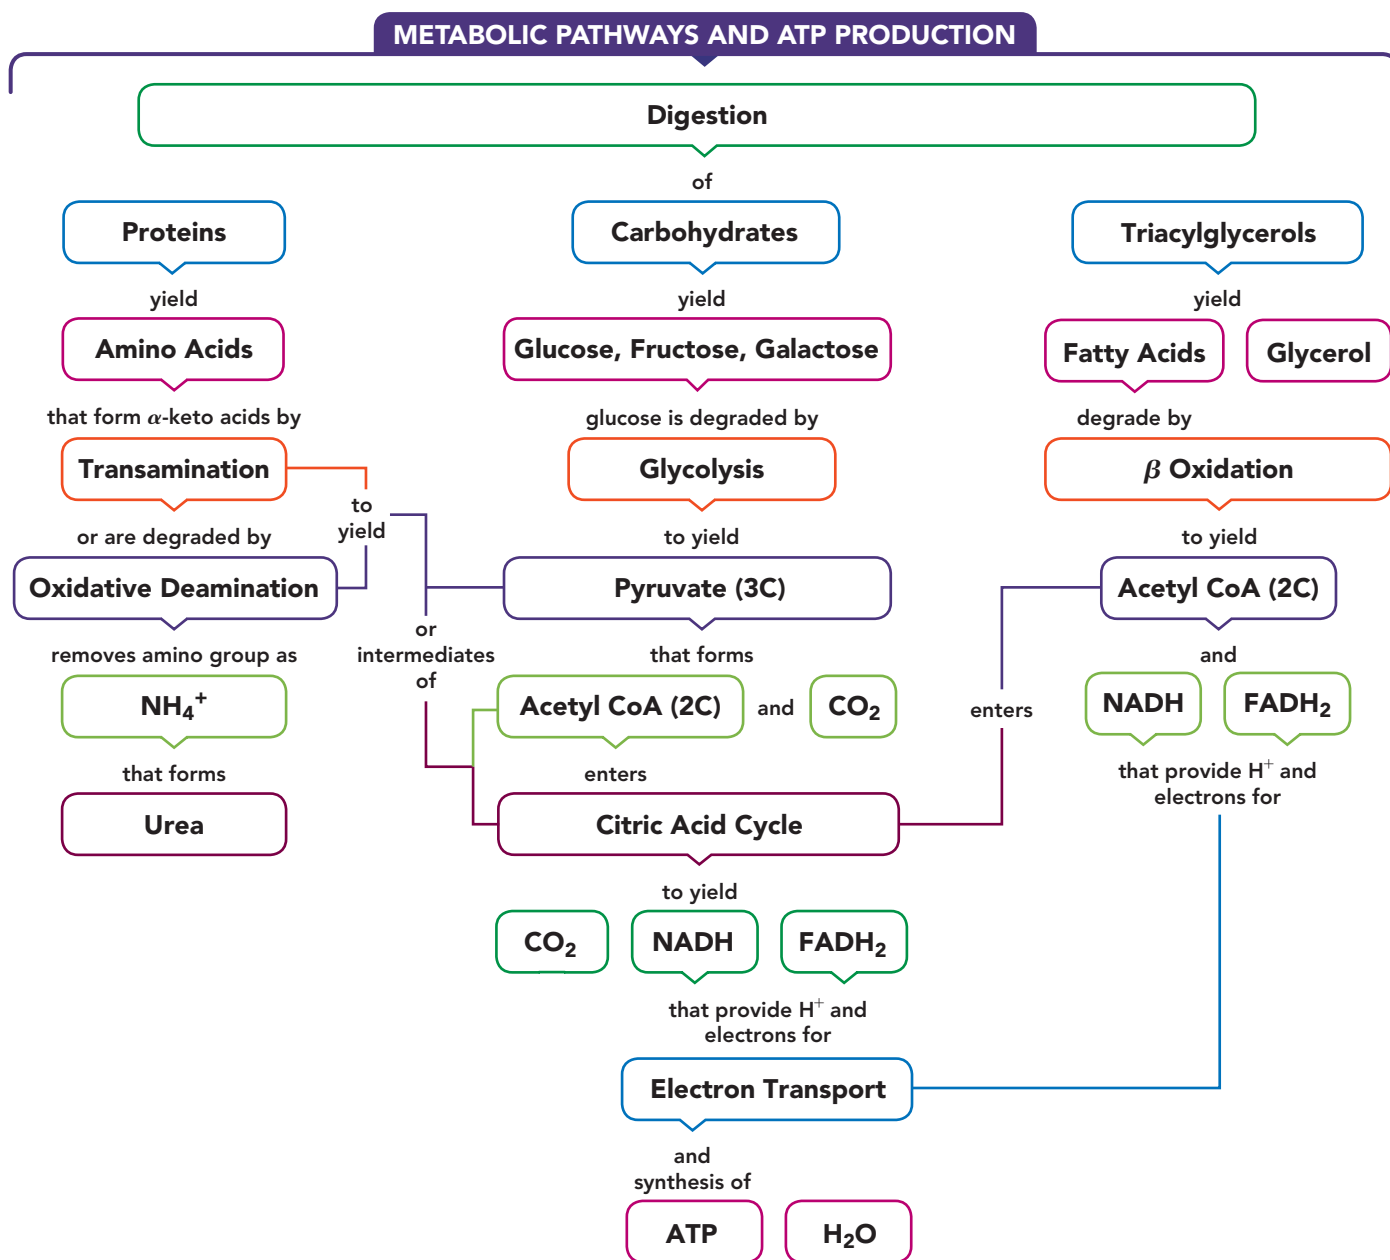 METABOLIC PATHWAYS AND ATP PRODUCTION
Digestion
of
Proteins
Carbohydrates
Triacylglycerols
yield
yield
yield
Amino Acids
Glucose, Fructose, Galactose
Fatty Acids
Glycerol
that form α-keto acids by
glucose is degraded by
degrade by
Transamination
Glycolysis
β Oxidation
to
yield
or are degraded by
to yield
to yield
Oxidative Deamination
Pyruvate (3C)
Acetyl CoA (2C)
or
intermediates
of
removes amino group as
that forms
and
NH₄⁺
Acetyl CoA (2C)
and
CO₂
enters
NADH
FADH₂
that forms
enters
that provide H⁺ and
electrons for
Urea
Citric Acid Cycle
to yield
CO₂
NADH
FADH₂
that provide H⁺ and
electrons for
Electron Transport
and
synthesis of
ATP
H₂O